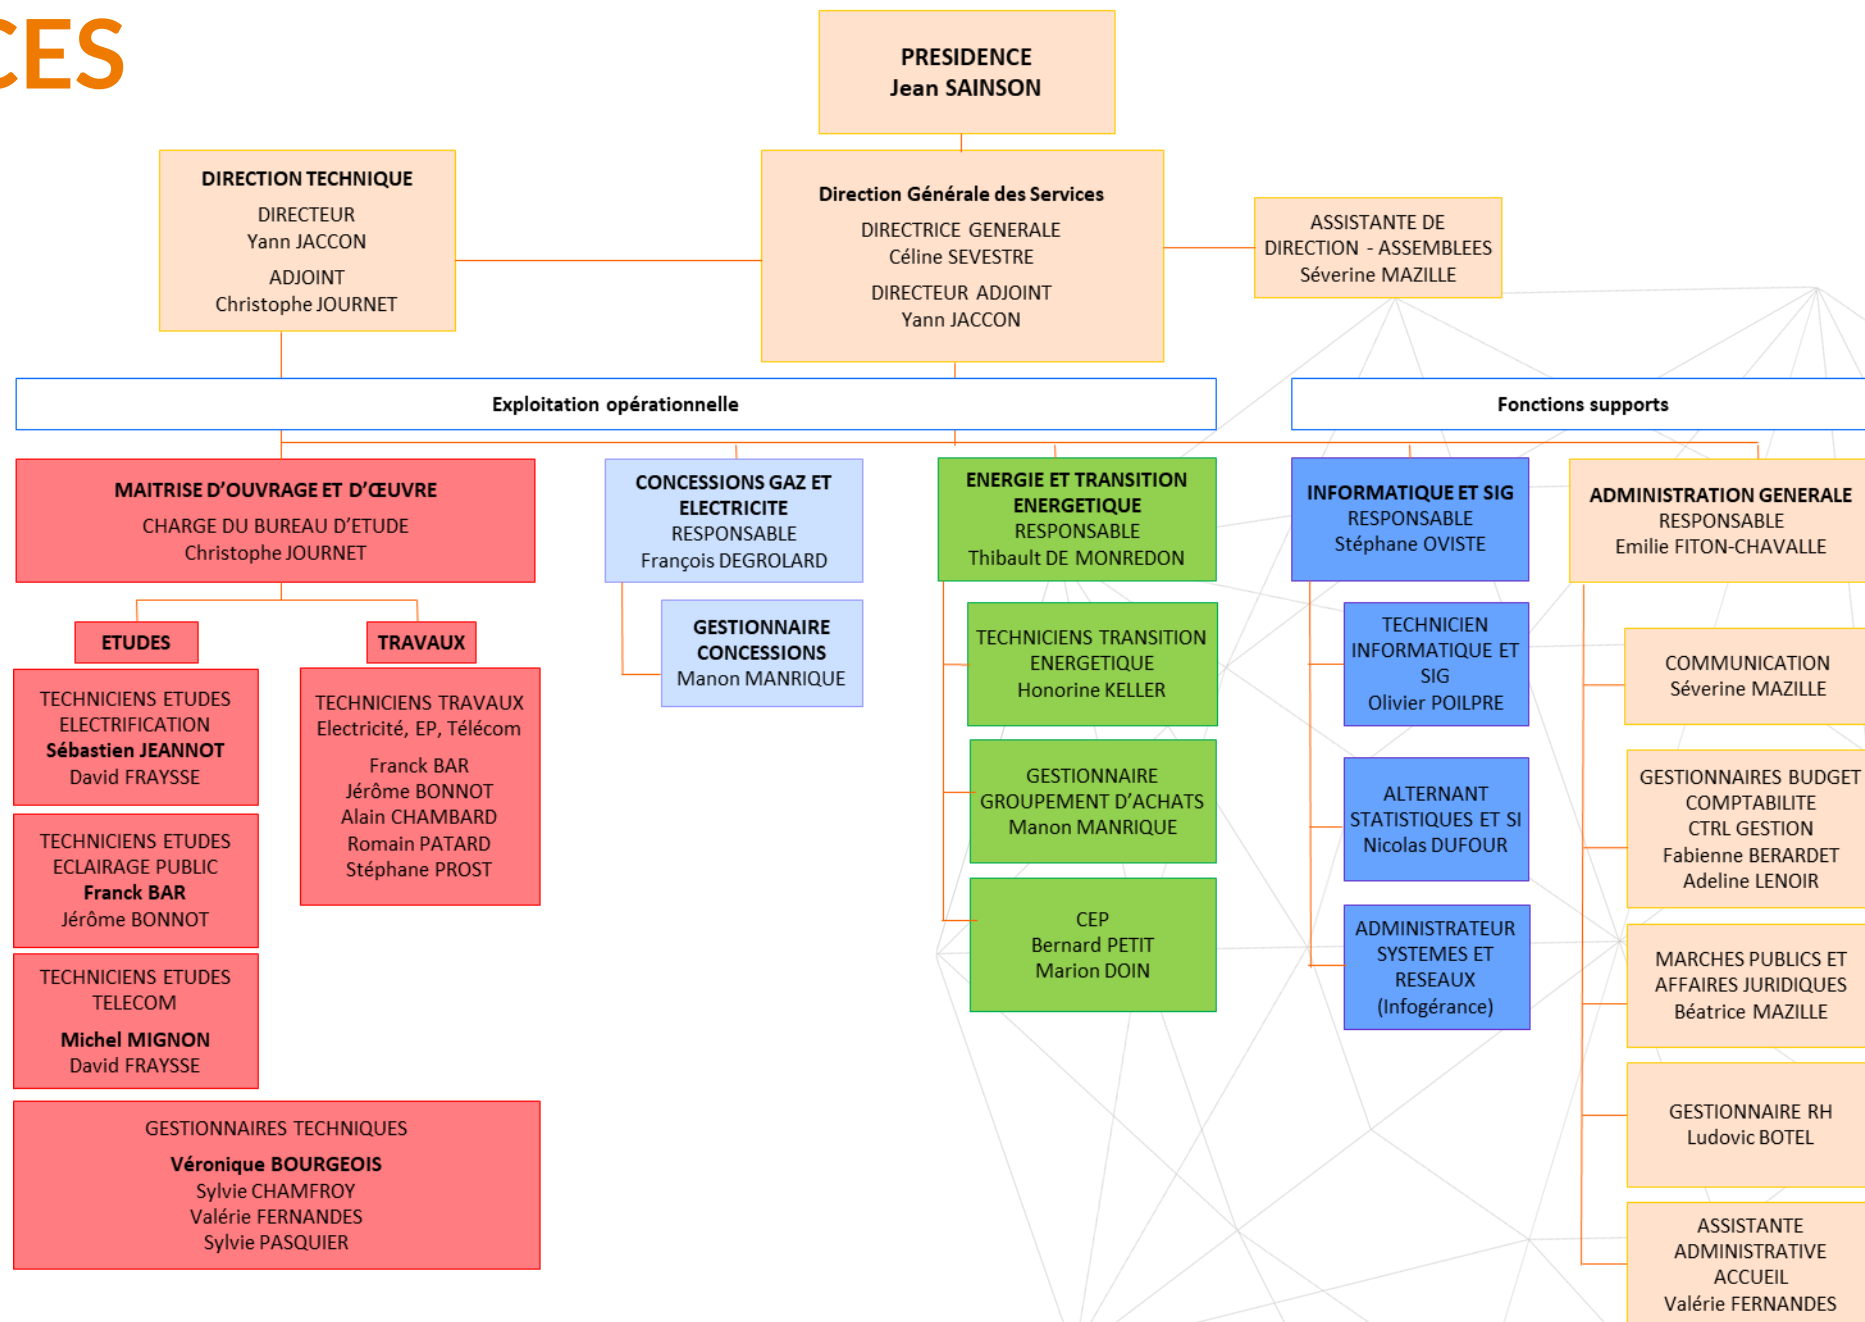 CES
PRESIDENCE
Jean SAINSON
DIRECTION TECHNIQUE
DIRECTEUR
Yann JACCON
ADJOINT
Christophe JOURNET
Direction Générale des Services
DIRECTRICE GENERALE
Céline SEVESTRE
DIRECTEUR ADJOINT
Yann JACCON
ASSISTANTE DE
DIRECTION - ASSEMBLEES
Séverine MAZILLE
Exploitation opérationnelle
Fonctions supports
MAITRISE D'OUVRAGE ET D'ŒUVRE
CHARGE DU BUREAU D'ETUDE
Christophe JOURNET
ETUDES
TRAVAUX
TECHNICIENS ETUDES
ELECTRIFICATION
Sébastien JEANNOT
David FRAYSSE
TECHNICIENS ETUDES
ECLAIRAGE PUBLIC
Franck BAR
Jérôme BONNOT
TECHNICIENS ETUDES
TELECOM
Michel MIGNON
David FRAYSSE
TECHNICIENS TRAVAUX
Electricité, EP, Télécom
Franck BAR
Jérôme BONNOT
Alain CHAMBARD
Romain PATARD
Stéphane PROST
GESTIONNAIRES TECHNIQUES
Véronique BOURGEOIS
Sylvie CHAMFROY
Valérie FERNANDES
Sylvie PASQUIER
CONCESSIONS GAZ ET
ELECTRICITE
RESPONSABLE
François DEGROLARD
GESTIONNAIRE
CONCESSIONS
Manon MANRIQUE
ENERGIE ET TRANSITION
ENERGETIQUE
RESPONSABLE
Thibault DE MONREDON
TECHNICIENS TRANSITION
ENERGETIQUE
Honorine KELLER
GESTIONNAIRE
GROUPEMENT D'ACHATS
Manon MANRIQUE
CEP
Bernard PETIT
Marion DOIN
INFORMATIQUE ET SIG
RESPONSABLE
Stéphane OVISTE
TECHNICIEN
INFORMATIQUE ET
SIG
Olivier POILPRE
ALTERNANT
STATISTIQUES ET SI
Nicolas DUFOUR
ADMINISTRATEUR
SYSTEMES ET
RESEAUX
(Infogérance)
ADMINISTRATION GENERALE
RESPONSABLE
Emilie FITON-CHAVALLE
COMMUNICATION
Séverine MAZILLE
GESTIONNAIRES BUDGET
COMPTABILITE
CTRL GESTION
Fabienne BERARDET
Adeline LENOIR
MARCHES PUBLICS ET
AFFAIRES JURIDIQUES
Béatrice MAZILLE
GESTIONNAIRE RH
Ludovic BOTEL
ASSISTANTE
ADMINISTRATIVE
ACCUEIL
Valérie FERNANDES